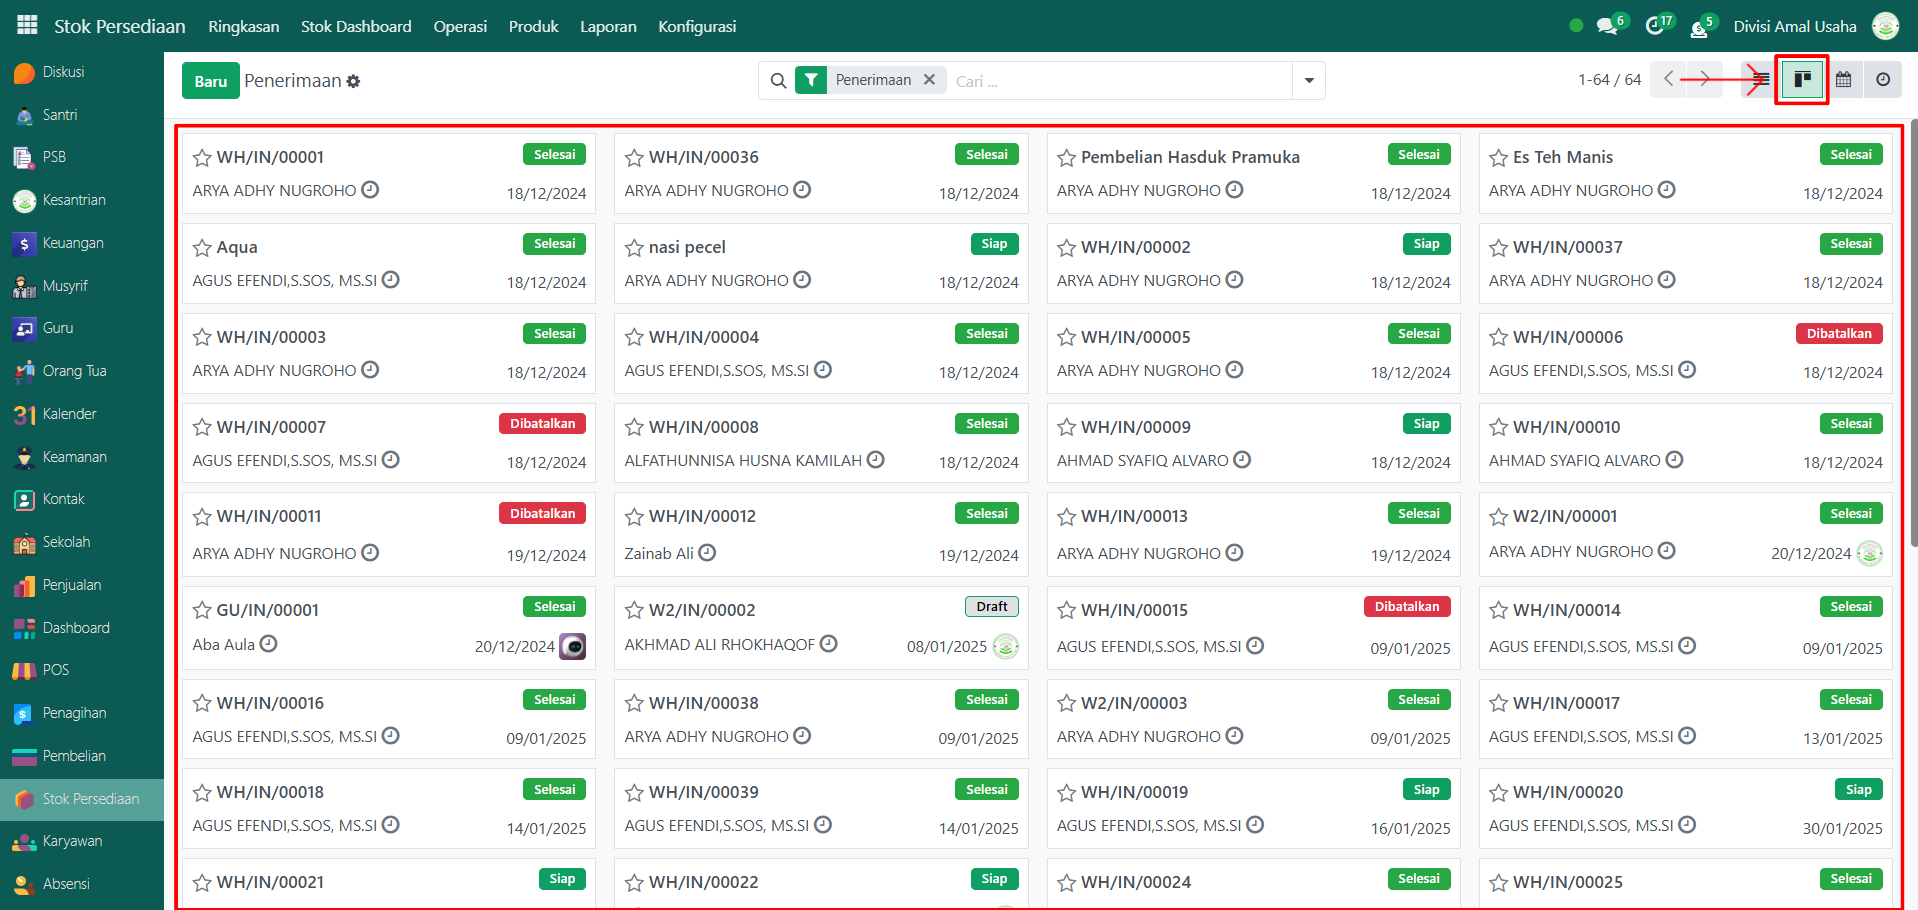 Stok Persediaan Ringkasan Stok Dashboard Operasi Produk Laporan Konfigurasi 6 17 5 Divisi Amal Usaha
Diskusi
Santri
PSB
Kesantrian
Keuangan
Musyrif
Guru
Orang Tua
31 Kalender
Keamanan
Kontak
Sekolah
Penjualan
Dashboard
POS
Penagihan
Pembelian
Stok Persediaan
Karyawan
Absensi
Baru Penerimaan Penerimaan Cari ... 1-64 / 64
WH/IN/00001 Selesai WH/IN/00036 Selesai Pembelian Hasduk Pramuka Selesai Es Teh Manis Selesai
ARYA ADHY NUGROHO 18/12/2024 ARYA ADHY NUGROHO 18/12/2024 ARYA ADHY NUGROHO 18/12/2024 ARYA ADHY NUGROHO 18/12/2024
Aqua Selesai nasi pecel Siap WH/IN/00002 Siap WH/IN/00037 Selesai
AGUS EFENDI,S.SOS, MS.SI 18/12/2024 ARYA ADHY NUGROHO 18/12/2024 ARYA ADHY NUGROHO 18/12/2024 ARYA ADHY NUGROHO 18/12/2024
WH/IN/00003 Selesai WH/IN/00004 Selesai WH/IN/00005 Selesai WH/IN/00006 Dibatalkan
ARYA ADHY NUGROHO 18/12/2024 AGUS EFENDI,S.SOS, MS.SI 18/12/2024 ARYA ADHY NUGROHO 18/12/2024 AGUS EFENDI,S.SOS, MS.SI 18/12/2024
WH/IN/00007 Dibatalkan WH/IN/00008 Selesai WH/IN/00009 Siap WH/IN/00010 Selesai
AGUS EFENDI,S.SOS, MS.SI 18/12/2024 ALFATHUNNISA HUSNA KAMILAH 18/12/2024 AHMAD SYAFIQ ALVARO 18/12/2024 AHMAD SYAFIQ ALVARO 18/12/2024
WH/IN/00011 Dibatalkan WH/IN/00012 Selesai WH/IN/00013 Selesai W2/IN/00001 Selesai
ARYA ADHY NUGROHO 19/12/2024 Zainab Ali 19/12/2024 ARYA ADHY NUGROHO 19/12/2024 ARYA ADHY NUGROHO 20/12/2024
GU/IN/00001 Selesai W2/IN/00002 Draft WH/IN/00015 Dibatalkan WH/IN/00014 Selesai
Aba Aula 20/12/2024 AKHMAD ALI RHOKHAQOF 08/01/2025 AGUS EFENDI,S.SOS, MS.SI 09/01/2025 AGUS EFENDI,S.SOS, MS.SI 09/01/2025
WH/IN/00016 Selesai WH/IN/00038 Selesai W2/IN/00003 Selesai WH/IN/00017 Selesai
AGUS EFENDI,S.SOS, MS.SI 09/01/2025 ARYA ADHY NUGROHO 09/01/2025 ARYA ADHY NUGROHO 09/01/2025 AGUS EFENDI,S.SOS, MS.SI 13/01/2025
WH/IN/00018 Selesai WH/IN/00039 Selesai WH/IN/00019 Siap WH/IN/00020 Siap
AGUS EFENDI,S.SOS, MS.SI 14/01/2025 AGUS EFENDI,S.SOS, MS.SI 14/01/2025 AGUS EFENDI,S.SOS, MS.SI 16/01/2025 AGUS EFENDI,S.SOS, MS.SI 30/01/2025
WH/IN/00021 Siap WH/IN/00022 Siap WH/IN/00024 Selesai WH/IN/00025 Selesai